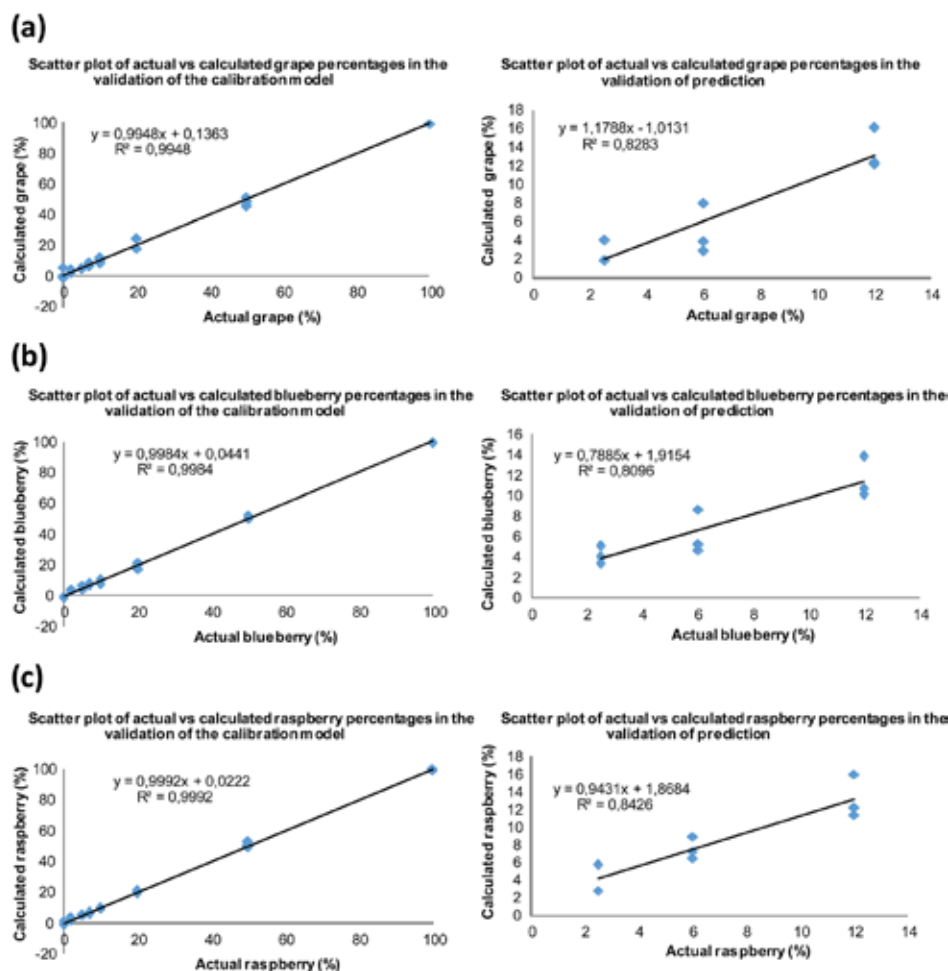 (a)
Scatter plot of actual vs calculated grape percentages in the
validation of the calibration model
y = 0,9948x + 0,1363
R² = 0,9948
Calculated grape (%)
100
80
60
40
20
0
-20
0 20 40 60 80 100
Actual grape (%)
Scatter plot of actual vs calculated grape percentages in the
validation of prediction
y = 1,1788x - 1,0131
R² = 0,8283
Calculated grape (%)
18
16
14
12
10
8
6
4
2
0
0 2 4 6 8 10 12 14
Actual grape (%)
(b)
Scatter plot of actual vs calculated blueberry percentages in the
validation of the calibration model
y = 0,9984x + 0,0441
R² = 0,9984
Calculated blueberry (%)
100
80
60
40
20
0
-20
0 20 40 60 80 100
Actual blueberry (%)
Scatter plot of actual vs calculated blueberry percentages in the
validation of prediction
y = 0,7885x + 1,9154
R² = 0,8096
Calculated blueberry (%)
16
14
12
10
8
6
4
2
0
0 2 4 6 8 10 12 14
Actual blueberry (%)
(c)
Scatter plot of actual vs calculated raspberry percentages in the
validation of the calibration model
y = 0,9992x + 0,0222
R² = 0,9992
Calculated raspberry (%)
100
80
60
40
20
0
-20
0 20 40 60 80 100
Actual raspberry (%)
Scatter plot of actual vs calculated raspberry percentages in the
validation of prediction
y = 0,9431x + 1,8684
R² = 0,8426
Calculated raspberry (%)
18
16
14
12
10
8
6
4
2
0
0 2 4 6 8 10 12 14
Actual raspberry (%)